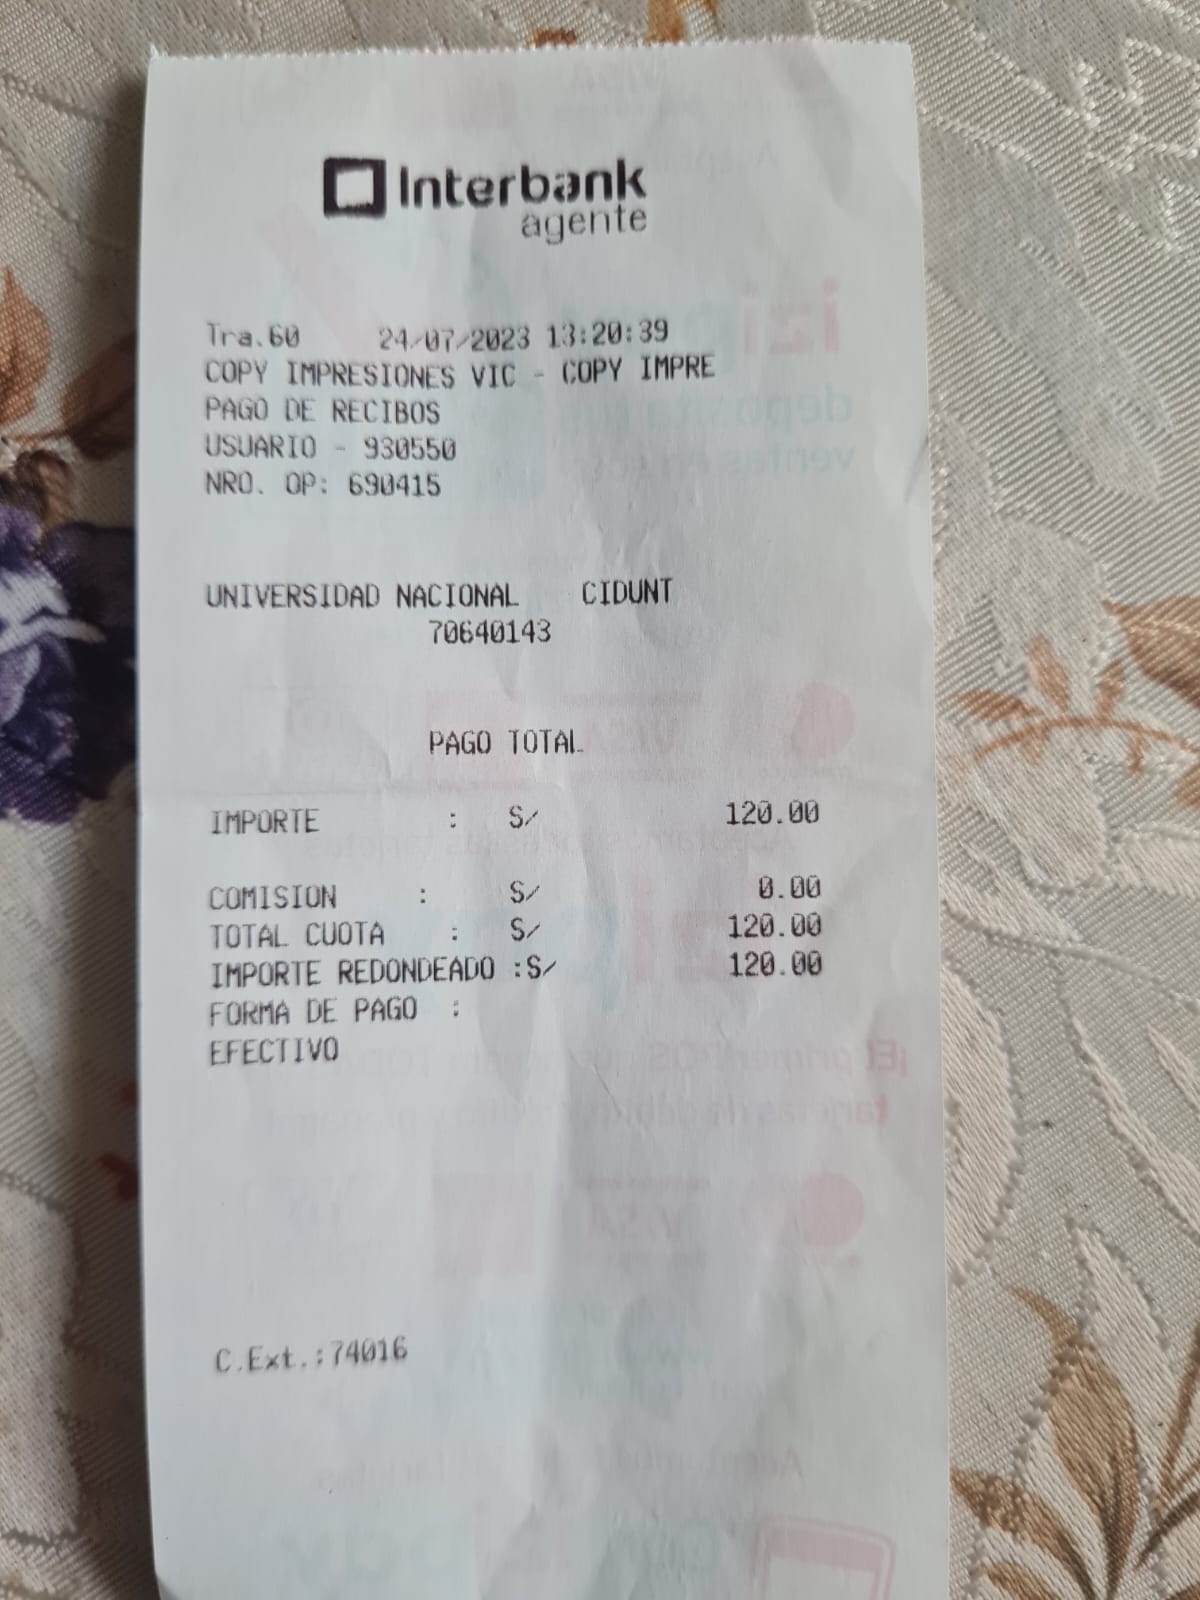 Interbank
agente
Tra.60 24/07/2023 13:20:39
COPY IMPRESIONES VIC - COPY IMPRE
PAGO DE RECIBOS
USUARIO - 930550
NRO. OP: 690415
UNIVERSIDAD NACIONAL CIDUNT
70640143
PAGO TOTAL
IMPORTE : S/ 120.00
COMISION : S/ 0.00
TOTAL CUOTA : S/ 120.00
IMPORTE REDONDEADO :S/ 120.00
FORMA DE PAGO :
EFECTIVO
C.Ext.:74016